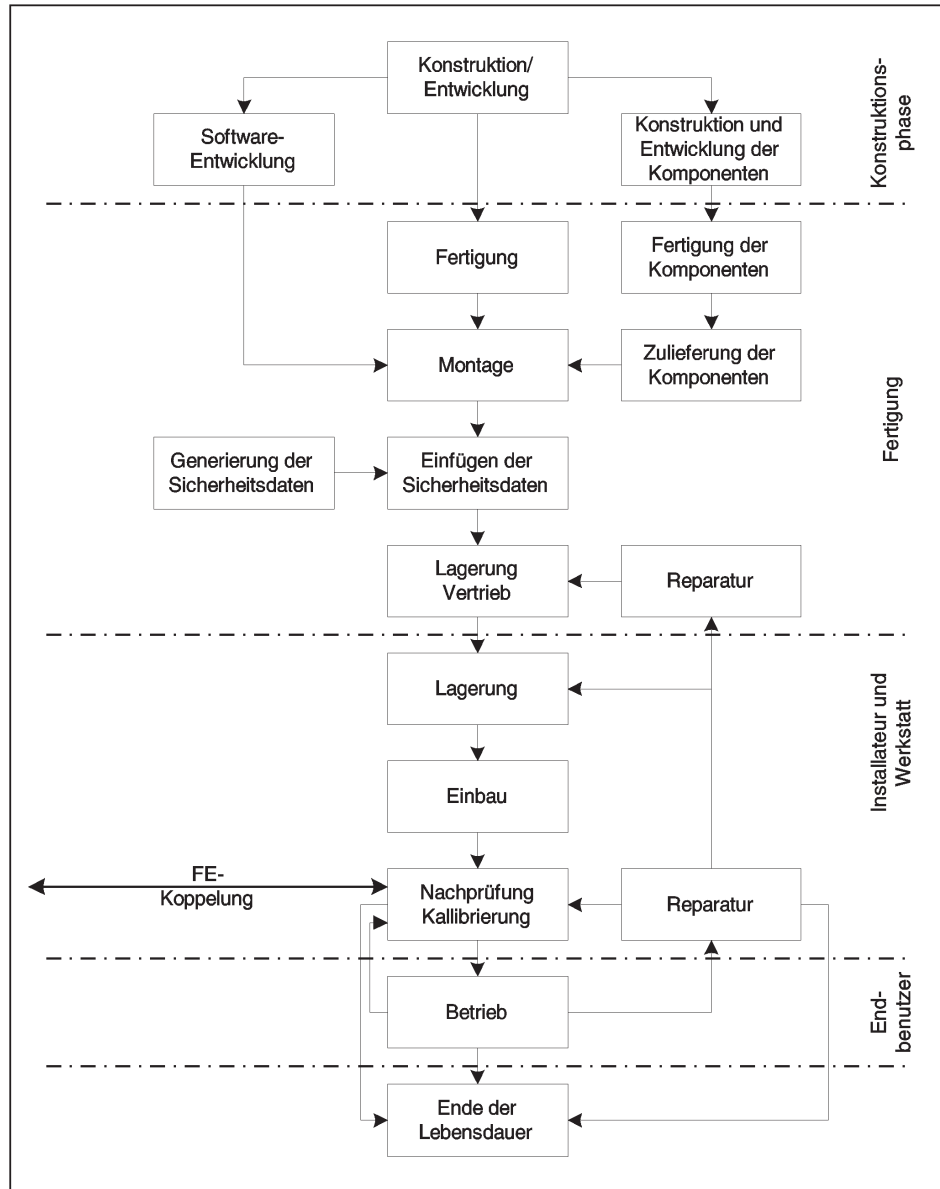 Konstruktion/
Entwicklung
Software-
Entwicklung
Konstruktion und
Entwicklung der
Komponenten
Konstruktions-
phase
Fertigung
Fertigung der
Komponenten
Montage
Zulieferung der
Komponenten
Fertigung
Generierung der
Sicherheitsdaten
Einfügen der
Sicherheitsdaten
Lagerung
Vertrieb
Reparatur
Lagerung
Installateur und
Werkstatt
Einbau
FE-
Koppelung
Nachprüfung
Kallibrierung
Reparatur
Betrieb
End-
benutzer
Ende der
Lebensdauer